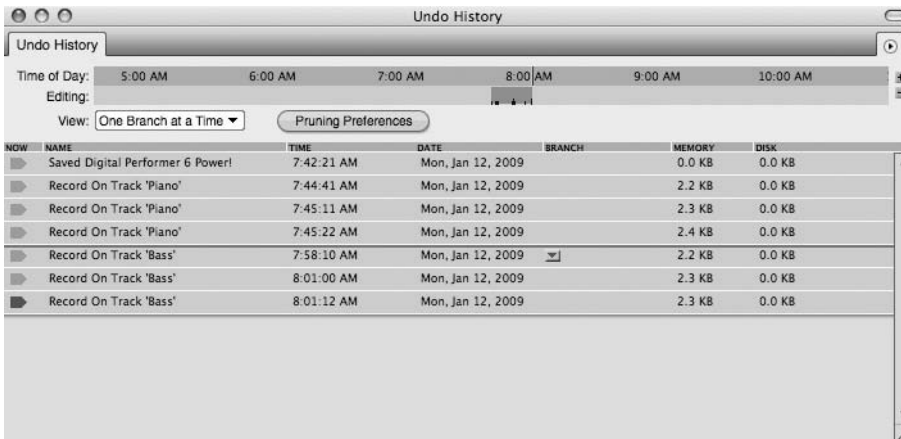 Undo History
Undo History
Time of Day: 5:00 AM 6:00 AM 7:00 AM 8:00 AM 9:00 AM 10:00 AM
Editing:
View: One Branch at a Time Pruning Preferences
NOW NAME TIME DATE BRANCH MEMORY DISK
Saved Digital Performer 6 Power! 7:42:21 AM Mon, Jan 12, 2009 0.0 KB 0.0 KB
Record On Track 'Piano' 7:44:41 AM Mon, Jan 12, 2009 2.2 KB 0.0 KB
Record On Track 'Piano' 7:45:11 AM Mon, Jan 12, 2009 2.3 KB 0.0 KB
Record On Track 'Piano' 7:45:22 AM Mon, Jan 12, 2009 2.4 KB 0.0 KB
Record On Track 'Bass' 7:58:10 AM Mon, Jan 12, 2009 2.2 KB 0.0 KB
Record On Track 'Bass' 8:01:00 AM Mon, Jan 12, 2009 2.3 KB 0.0 KB
Record On Track 'Bass' 8:01:12 AM Mon, Jan 12, 2009 2.3 KB 0.0 KB